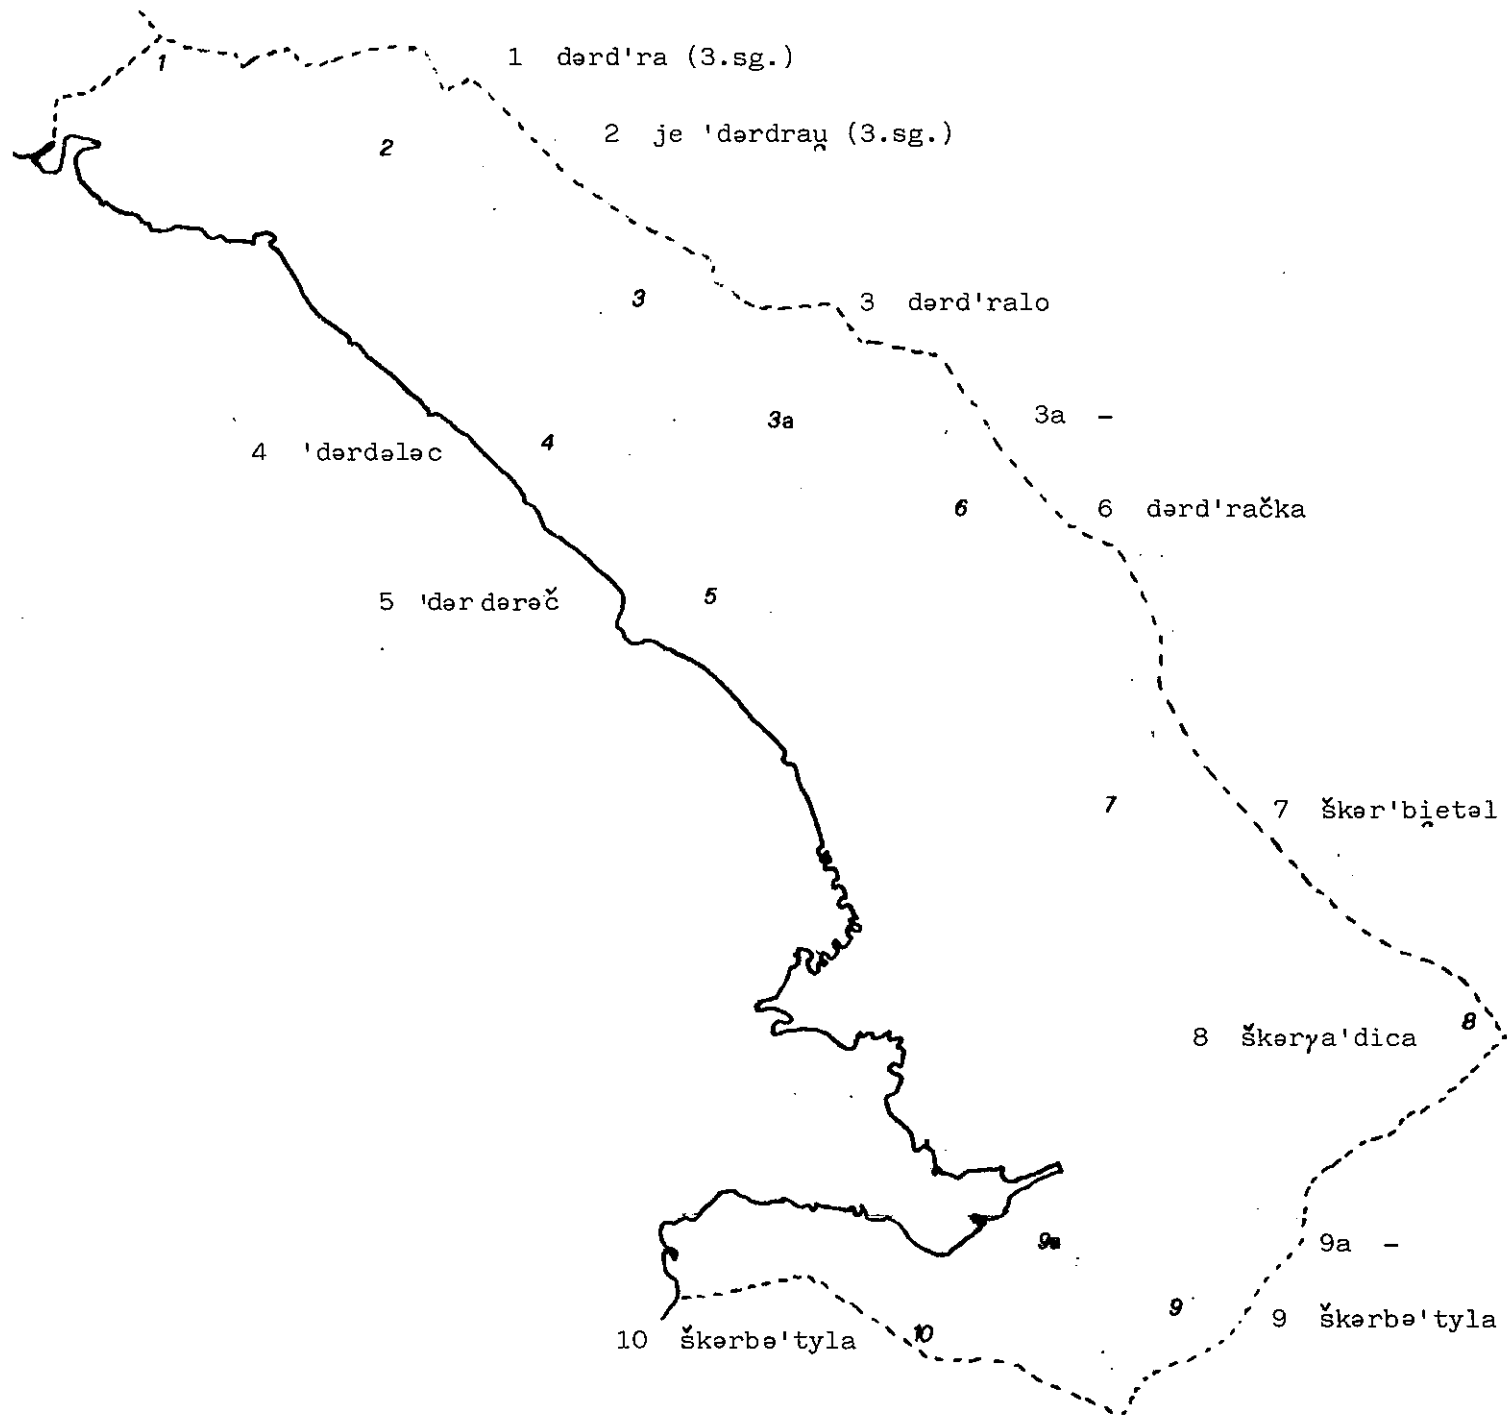 1
1 dərd'ra (3.sg.)
2
2 je 'dərdrau̯ (3.sg.)
3
3 dərd'ralo
3a
3a –
4 'dərdələc
4
6
6 dərd'račka
5 'dərdərəč
5
7
7 škər'bi̯etəl
8 škərγa'dica
8
9a
9a –
9
9 škərbə'tyla
10 škərbə'tyla
10